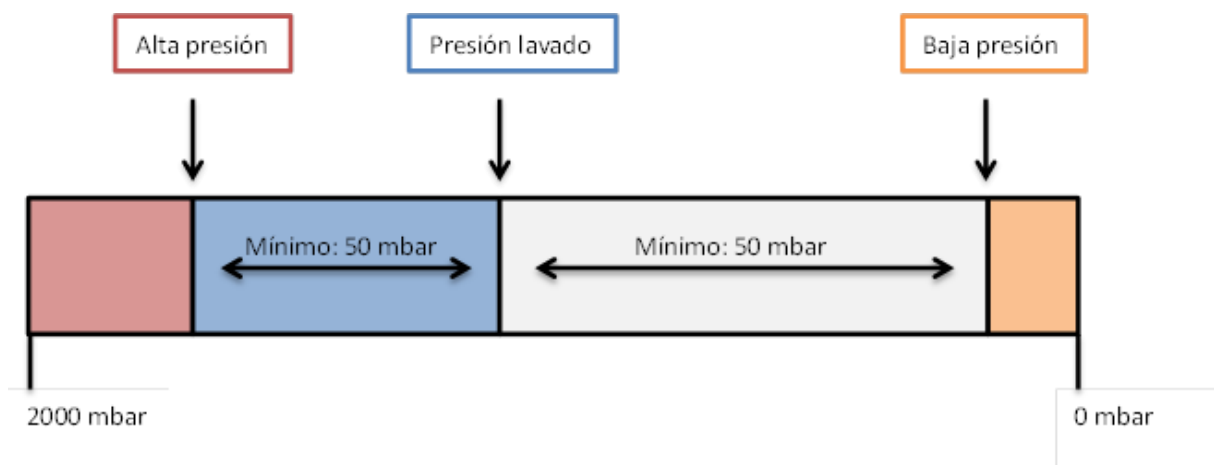 Alta presión
Presión lavado
Baja presión
Mínimo: 50 mbar
Mínimo: 50 mbar
2000 mbar
0 mbar